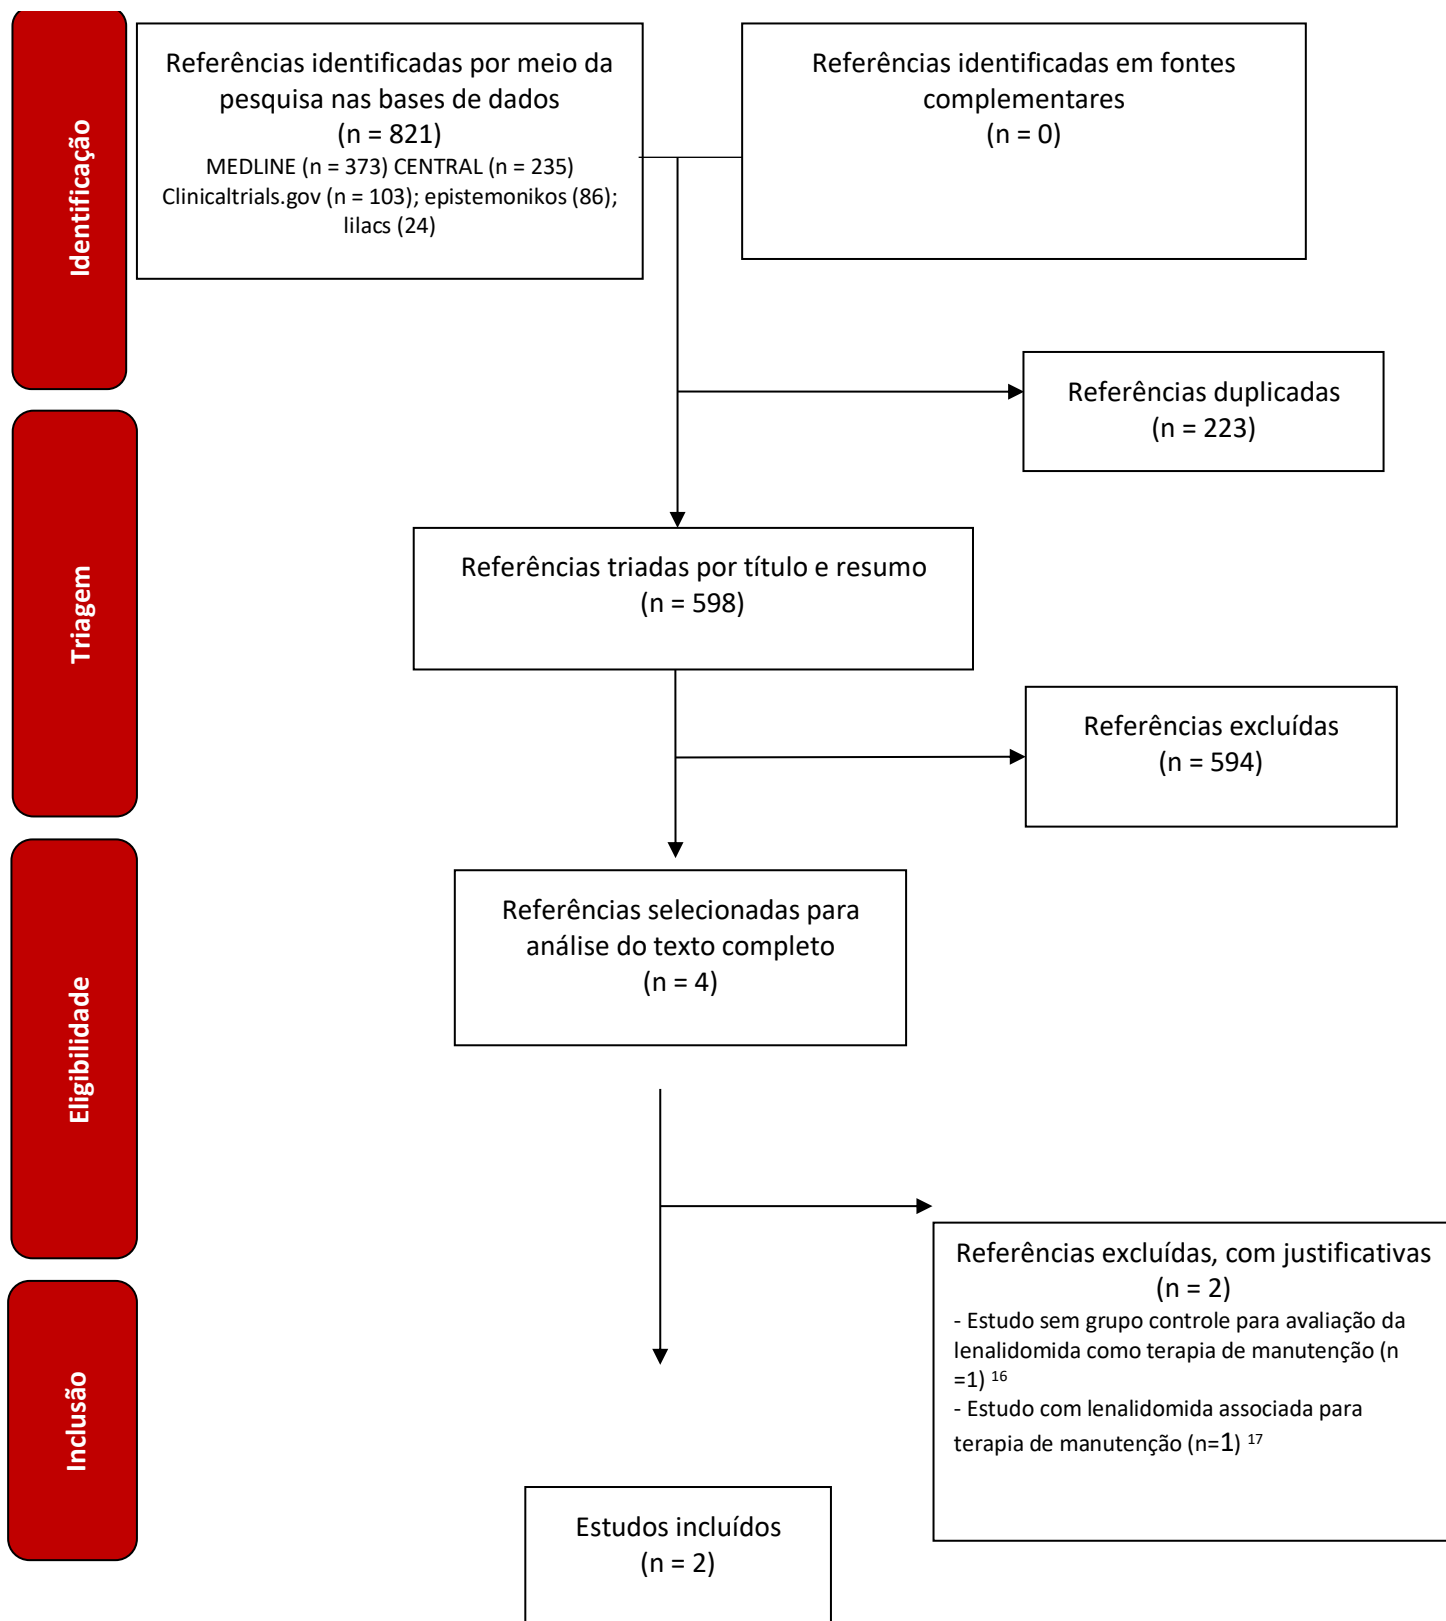 Identificação
Referências identificadas por meio da
pesquisa nas bases de dados
(n = 821)
MEDLINE (n = 373) CENTRAL (n = 235)
Clinicaltrials.gov (n = 103); epistemonikos (86);
lilacs (24)
Referências identificadas em fontes
complementares
(n = 0)
Referências duplicadas
(n = 223)
Triagem
Referências triadas por título e resumo
(n = 598)
Referências excluídas
(n = 594)
Eligibilidade
Referências selecionadas para
análise do texto completo
(n = 4)
Referências excluídas, com justificativas
(n = 2)
- Estudo sem grupo controle para avaliação da
lenalidomida como terapia de manutenção (n
=1) 16
- Estudo com lenalidomida associada para
terapia de manutenção (n=1) 17
Inclusão
Estudos incluídos
(n = 2)